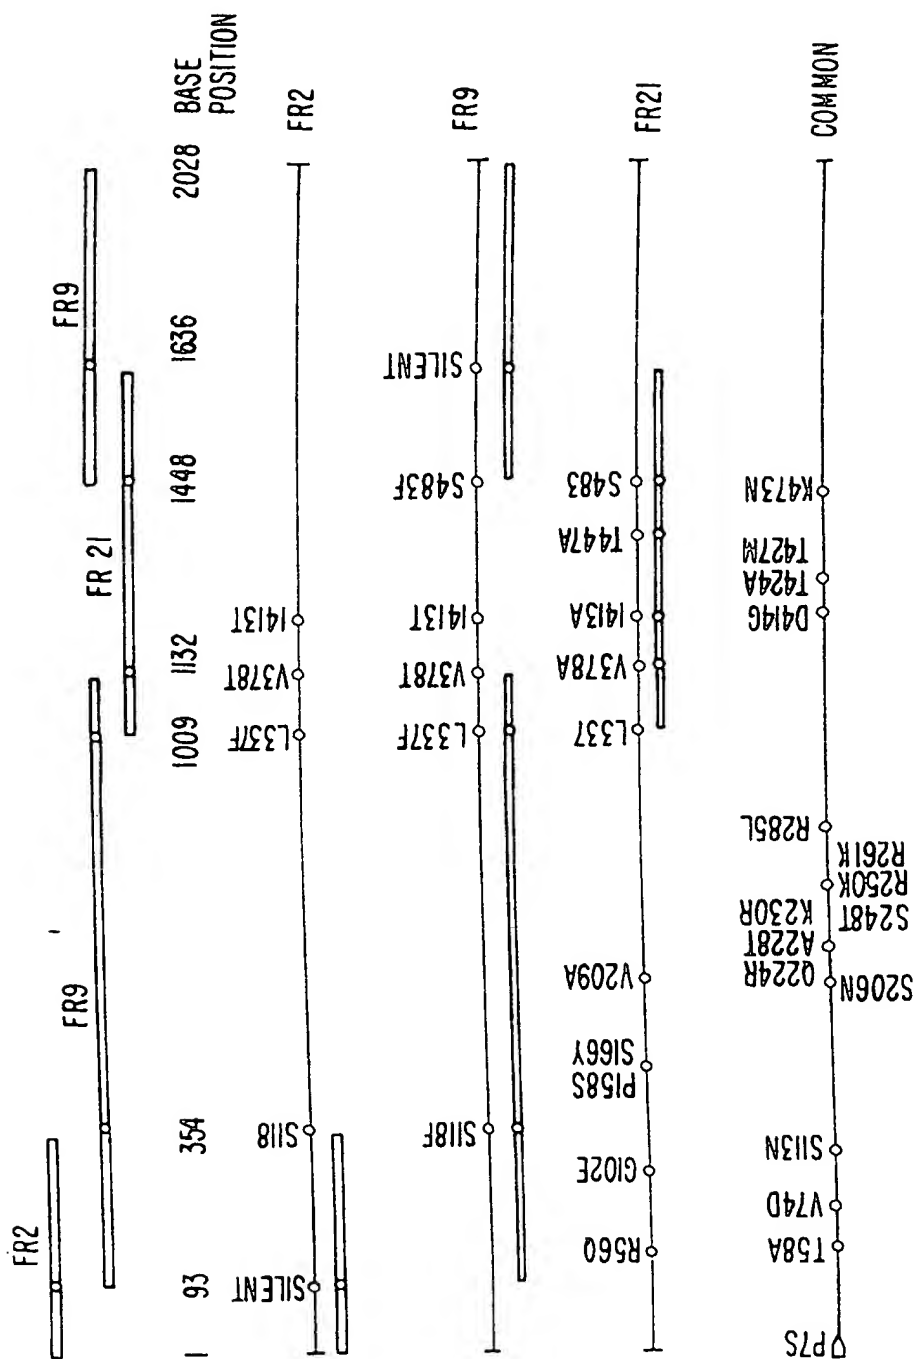 FR2
FR9
FR 21
FR9
1
93
354
1009
1132
1448
1636
2028
BASE
POSITION
SILENT
S118
L337F
V378T
I413T
FR2
S118F
L337F
V378T
I413T
S483F
SILENT
FR9
R56Q
G102E
P158S
S166Y
V209A
L337
V378A
I413A
T447A
S483
FR21
P7S
T58A
V74D
S113N
S206N
Q224R
A228T
K230R
S248T
R250K
R261K
R285L
D414G
T424A
T427M
K473N
COMMON